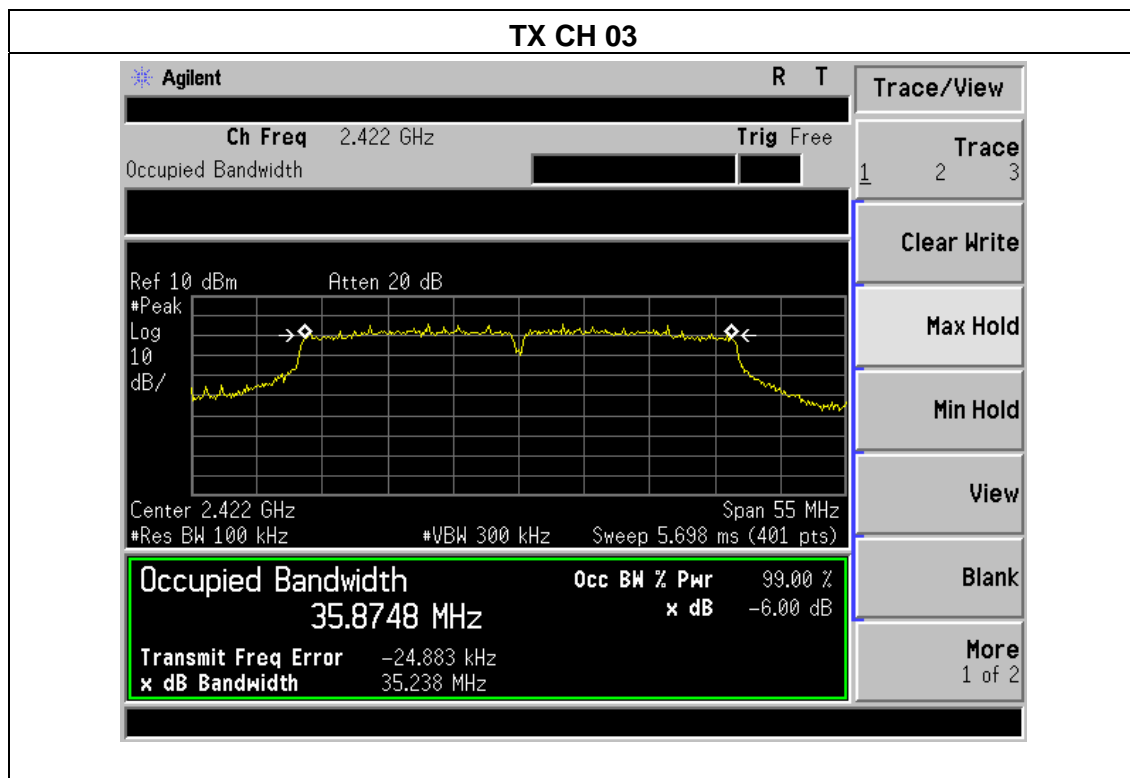 TX CH 03
Agilent R T
Trace/View
Ch Freq 2.422 GHz Trig Free
Occupied Bandwidth
Trace
1 2 3
Clear Write
Ref 10 dBm Atten 20 dB
#Peak
Log
10
dB/
Max Hold
Min Hold
Center 2.422 GHz Span 55 MHz
#Res BW 100 kHz #VBW 300 kHz Sweep 5.698 ms (401 pts)
View
Occupied Bandwidth Occ BW % Pwr 99.00 %
35.8748 MHz x dB -6.00 dB
Blank
Transmit Freq Error -24.883 kHz
x dB Bandwidth 35.238 MHz
More
1 of 2